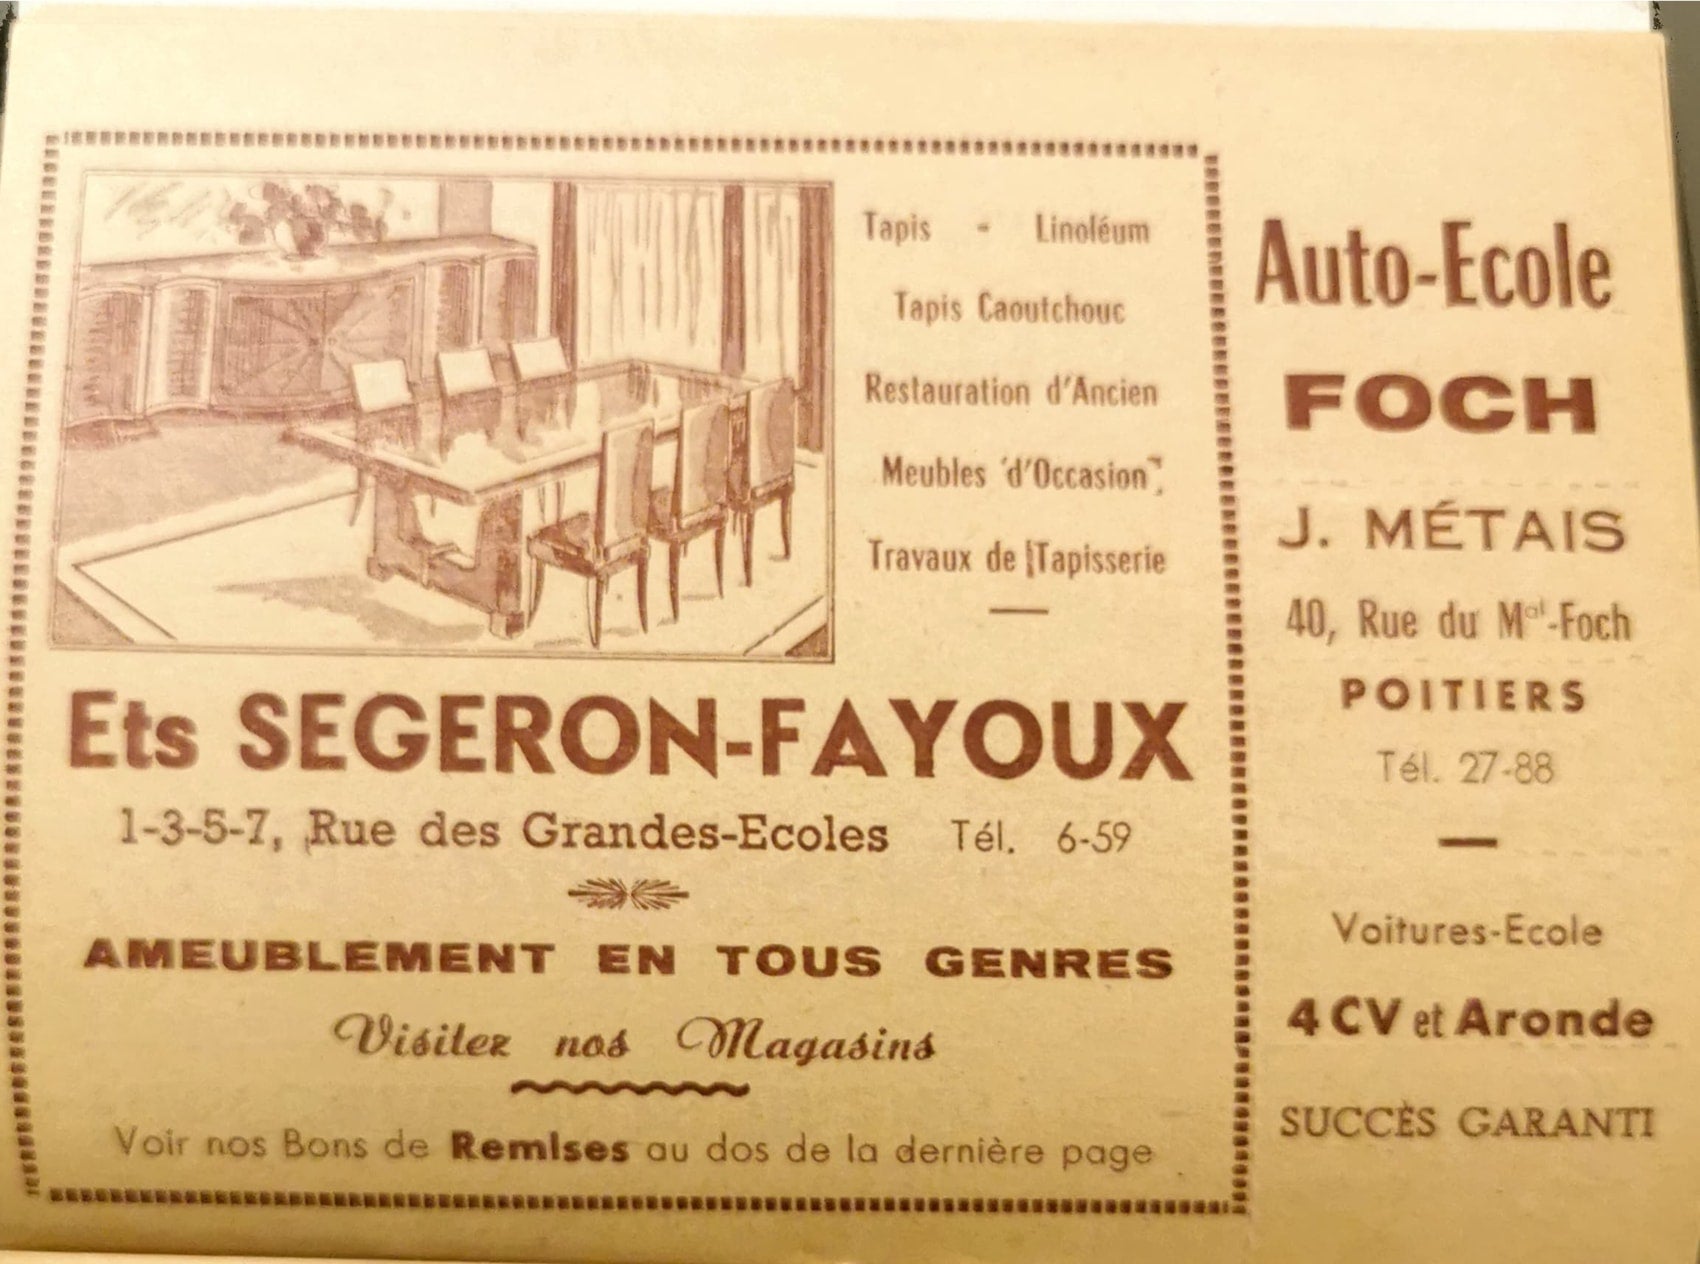 Tapis - Linoléum
Tapis Caoutchouc
Restauration d'Ancien
Meubles 'd'Occasion
Travaux de Tapisserie
Ets SEGERON-FAYOUX
1-3-5-7, Rue des Grandes-Ecoles Tél. 6-59
AMEUBLEMENT EN TOUS GENRES
Visitez nos Magasins
Voir nos Bons de Remises au dos de la dernière page
Auto-Ecole
FOCH
J. MÉTAIS
40, Rue du Mal-Foch
POITIERS
Tél. 27-88
Voitures-Ecole
4 CV et Aronde
SUCCÈS GARANTI